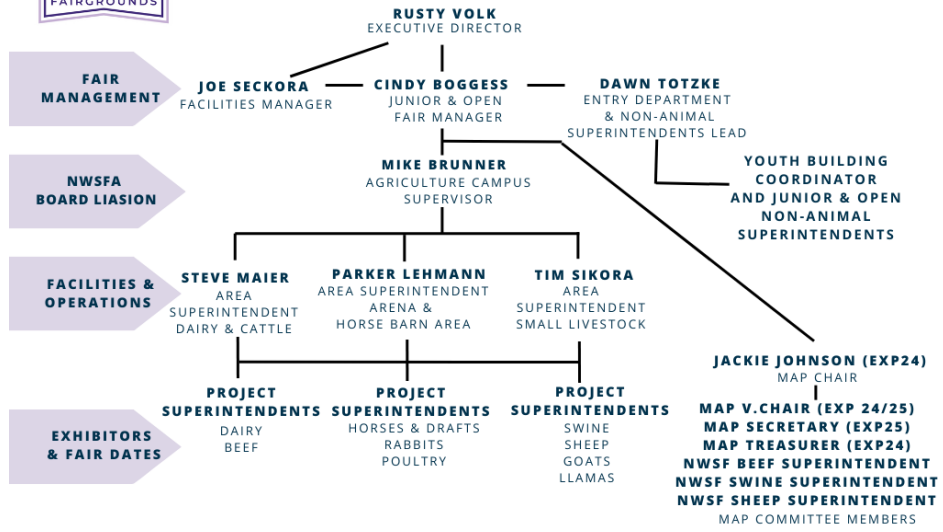 FAIRGROUNDS
RUSTY VOLK
EXECUTIVE DIRECTOR
FAIR
MANAGEMENT
JOE SECKORA
FACILITIES MANAGER
CINDY BOGGESS
JUNIOR & OPEN
FAIR MANAGER
DAWN TOTZKE
ENTRY DEPARTMENT
& NON-ANIMAL
SUPERINTENDENTS LEAD
NWSFA
BOARD LIASION
MIKE BRUNNER
AGRICULTURE CAMPUS
SUPERVISOR
YOUTH BUILDING
COORDINATOR
AND JUNIOR & OPEN
NON-ANIMAL
SUPERINTENDENTS
FACILITIES &
OPERATIONS
STEVE MAIER
AREA
SUPERINTENDENT
DAIRY & CATTLE
PARKER LEHMANN
AREA SUPERINTENDENT
ARENA &
HORSE BARN AREA
TIM SIKORA
AREA
SUPERINTENDENT
SMALL LIVESTOCK
EXHIBITORS
& FAIR DATES
PROJECT
SUPERINTENDENTS
DAIRY
BEEF
PROJECT
SUPERINTENDENTS
HORSES & DRAFTS
RABBITS
POULTRY
PROJECT
SUPERINTENDENTS
SWINE
SHEEP
GOATS
LLAMAS
JACKIE JOHNSON (EXP24)
MAP CHAIR
MAP V.CHAIR (EXP 24/25)
MAP SECRETARY (EXP25)
MAP TREASURER (EXP24)
NWSF BEEF SUPERINTENDENT
NWSF SWINE SUPERINTENDENT
NWSF SHEEP SUPERINTENDENT
MAP COMMITTEE MEMBERS